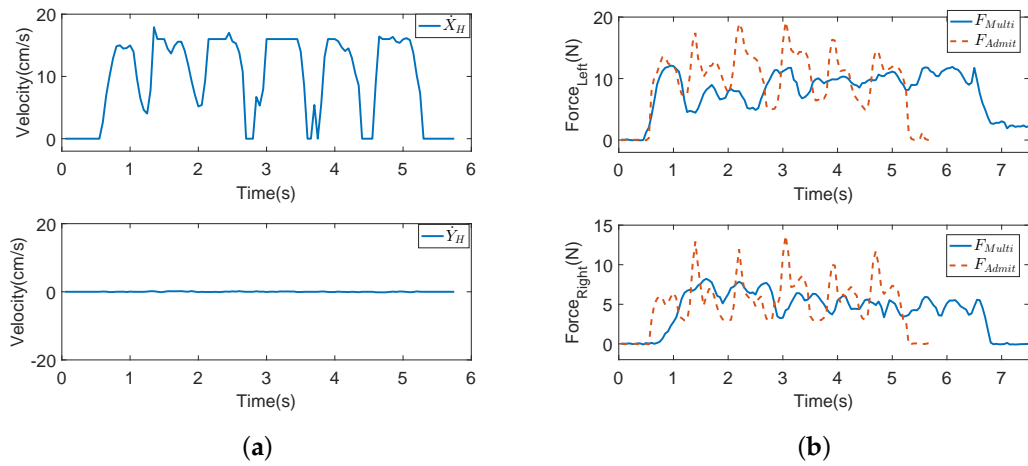 20
10
0
Velocity(cm/s)
Ẋ_H
0 1 2 3 4 5 6
Time(s)
20
0
-20
Velocity(cm/s)
Ẏ_H
0 1 2 3 4 5 6
Time(s)
(a)
20
10
0
Force_Left(N)
F_Multi
F_Admit
0 1 2 3 4 5 6 7
Time(s)
15
10
5
0
Force_Right(N)
F_Multi
F_Admit
0 1 2 3 4 5 6 7
Time(s)
(b)